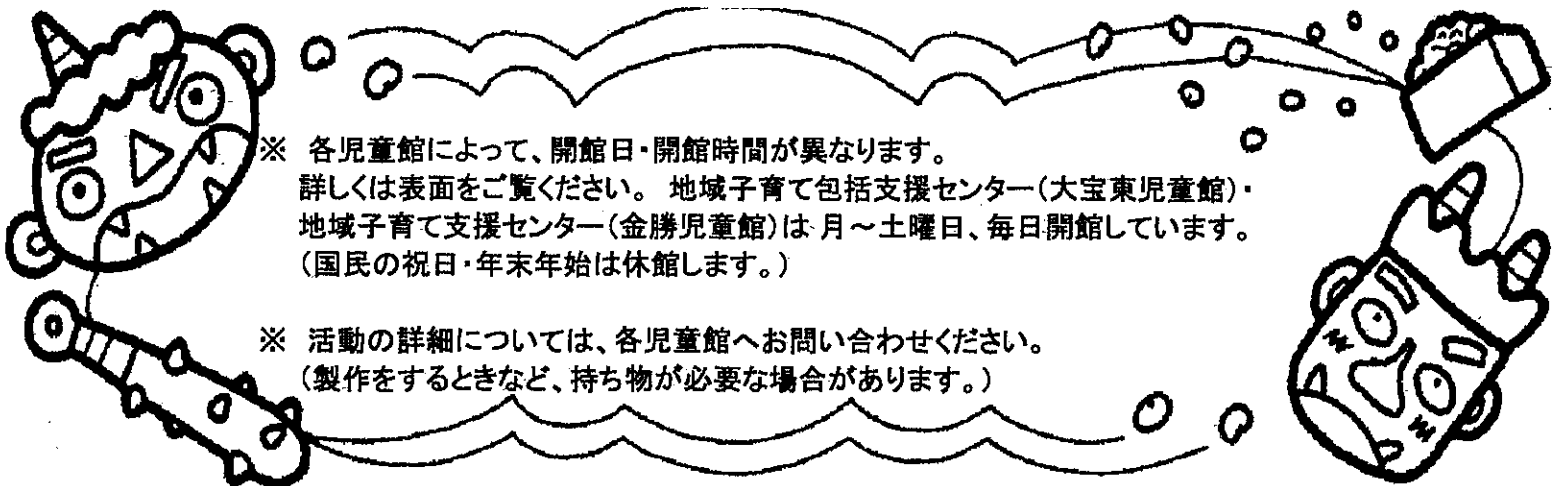 ※ 各児童館によって、開館日・開館時間が異なります。
詳しくは表面をご覧ください。 地域子育て包括支援センター(大宝東児童館)・
地域子育て支援センター(金勝児童館)は 月～土曜日、毎日開館しています。
(国民の祝日・年末年始は休館します。)
※ 活動の詳細については、各児童館へお問い合わせください。
(製作をするときなど、持ち物が必要な場合があります。)